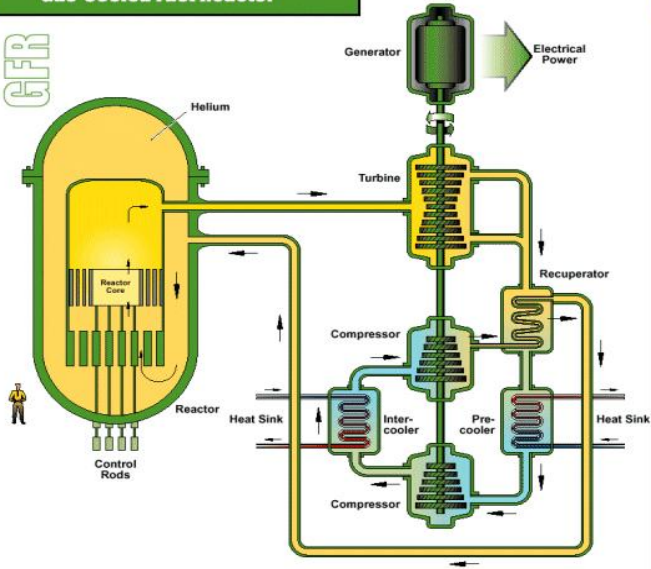 GFR
Helium
Generator
Electrical
Power
Turbine
Recuperator
Reactor
Core
Compressor
Reactor
Heat Sink
Inter-
cooler
Pre-
cooler
Heat Sink
Control
Rods
Compressor